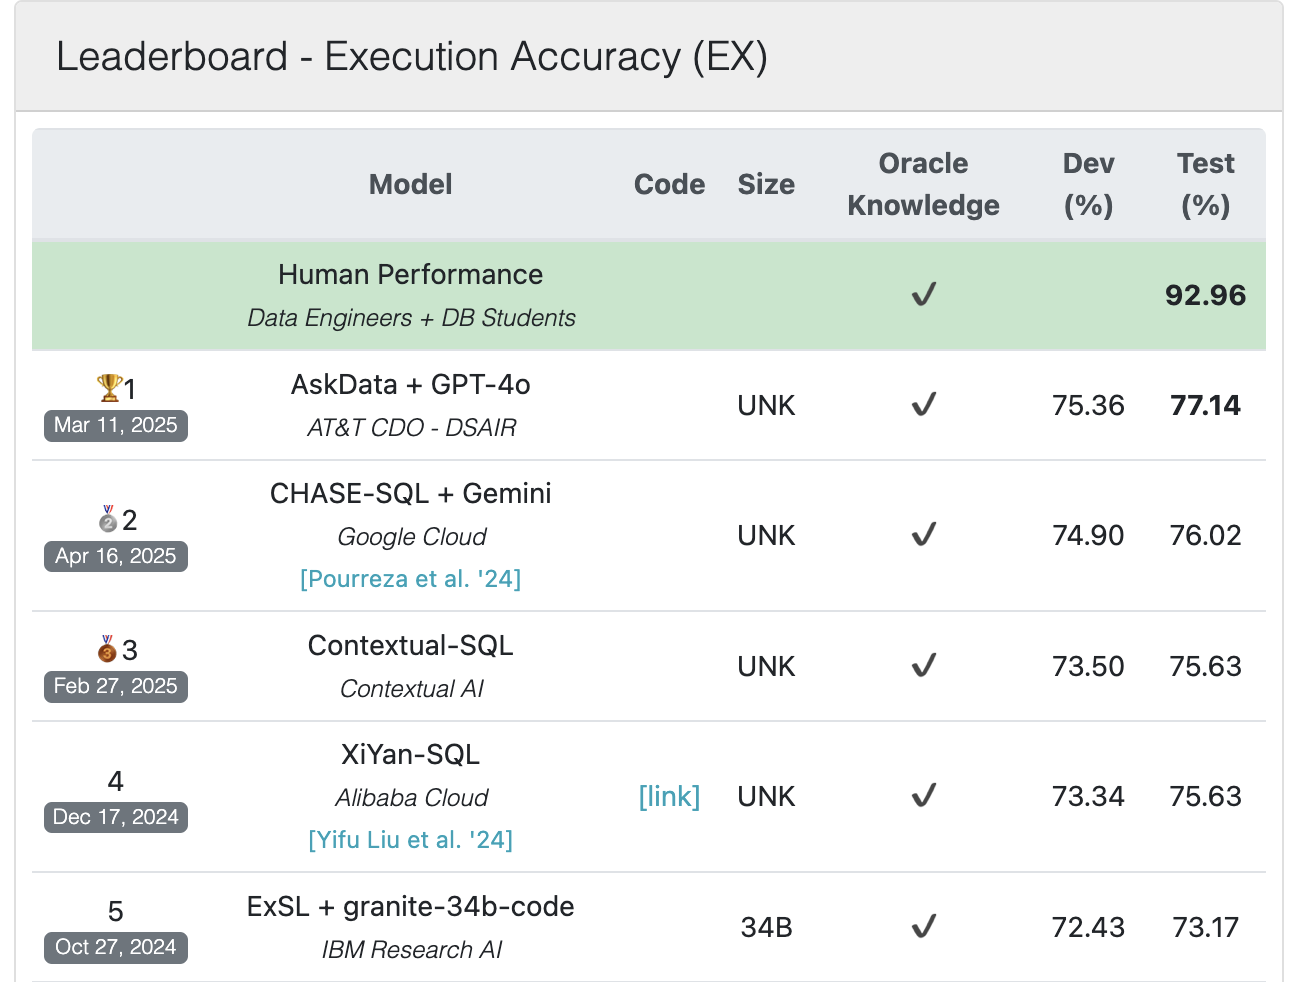 Leaderboard - Execution Accuracy (EX)
Model Code Size Oracle Knowledge Dev (%) Test (%)
Human Performance
Data Engineers + DB Students
✔ 92.96
🏆1
Mar 11, 2025
AskData + GPT-4o
AT&T CDO - DSAIR
UNK ✔ 75.36 77.14
🥈2
Apr 16, 2025
CHASE-SQL + Gemini
Google Cloud
[Pourreza et al. '24]
UNK ✔ 74.90 76.02
🥉3
Feb 27, 2025
Contextual-SQL
Contextual AI
UNK ✔ 73.50 75.63
4
Dec 17, 2024
XiYan-SQL
Alibaba Cloud
[Yifu Liu et al. '24]
[link] UNK ✔ 73.34 75.63
5
Oct 27, 2024
ExSL + granite-34b-code
IBM Research AI
34B ✔ 72.43 73.17